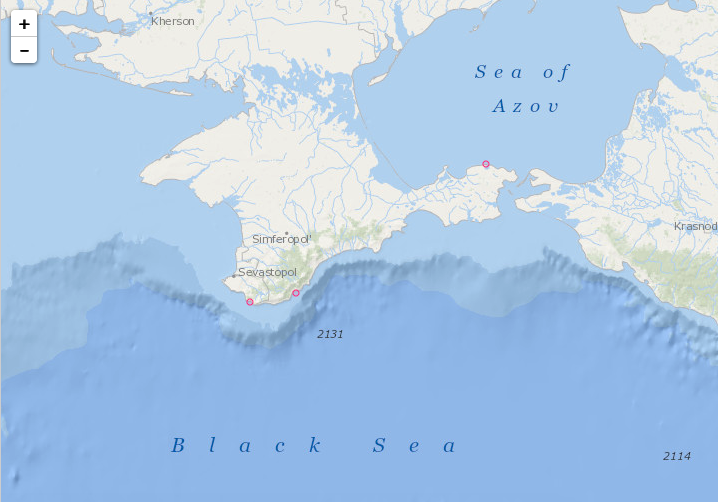 +
Kherson
−
Sea of
Azov
Krasnod
Simferopol'
Sevastopol
2131
Black Sea
2114